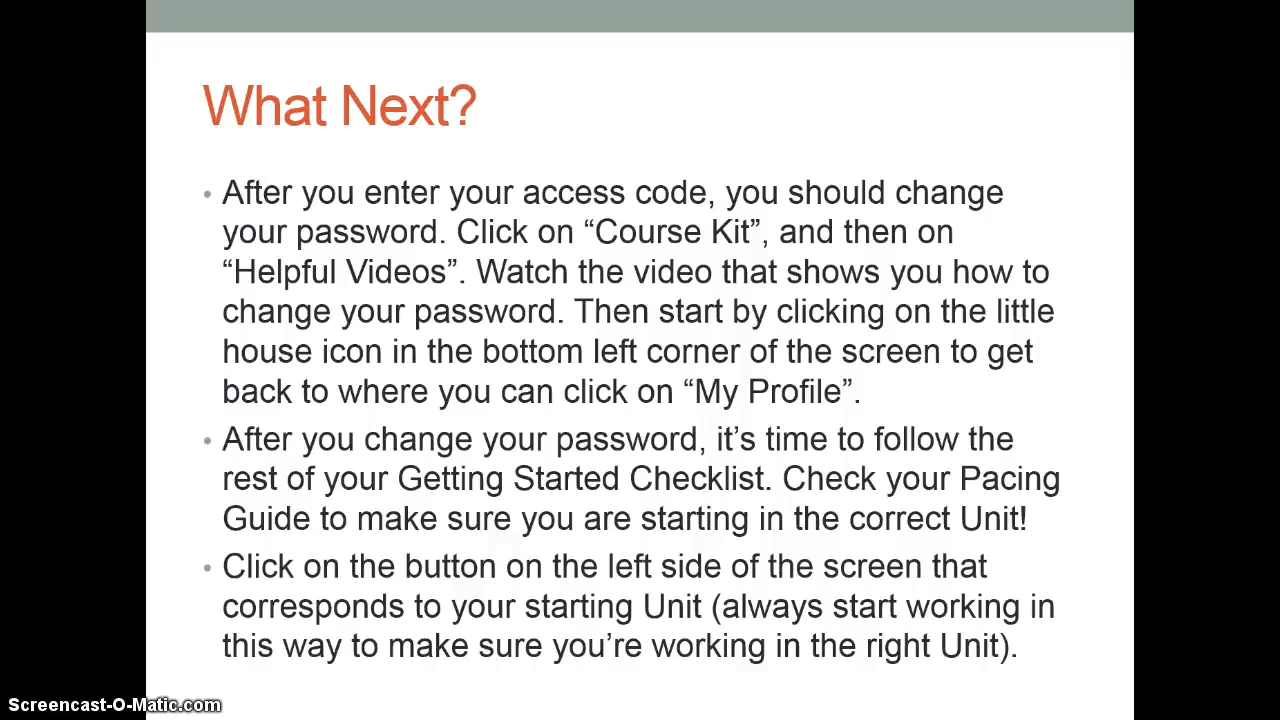 What Next?
• After you enter your access code, you should change
your password. Click on “Course Kit”, and then on
“Helpful Videos”. Watch the video that shows you how to
change your password. Then start by clicking on the little
house icon in the bottom left corner of the screen to get
back to where you can click on “My Profile”.
• After you change your password, it’s time to follow the
rest of your Getting Started Checklist. Check your Pacing
Guide to make sure you are starting in the correct Unit!
• Click on the button on the left side of the screen that
corresponds to your starting Unit (always start working in
this way to make sure you’re working in the right Unit).
Screencast-O-Matic.com